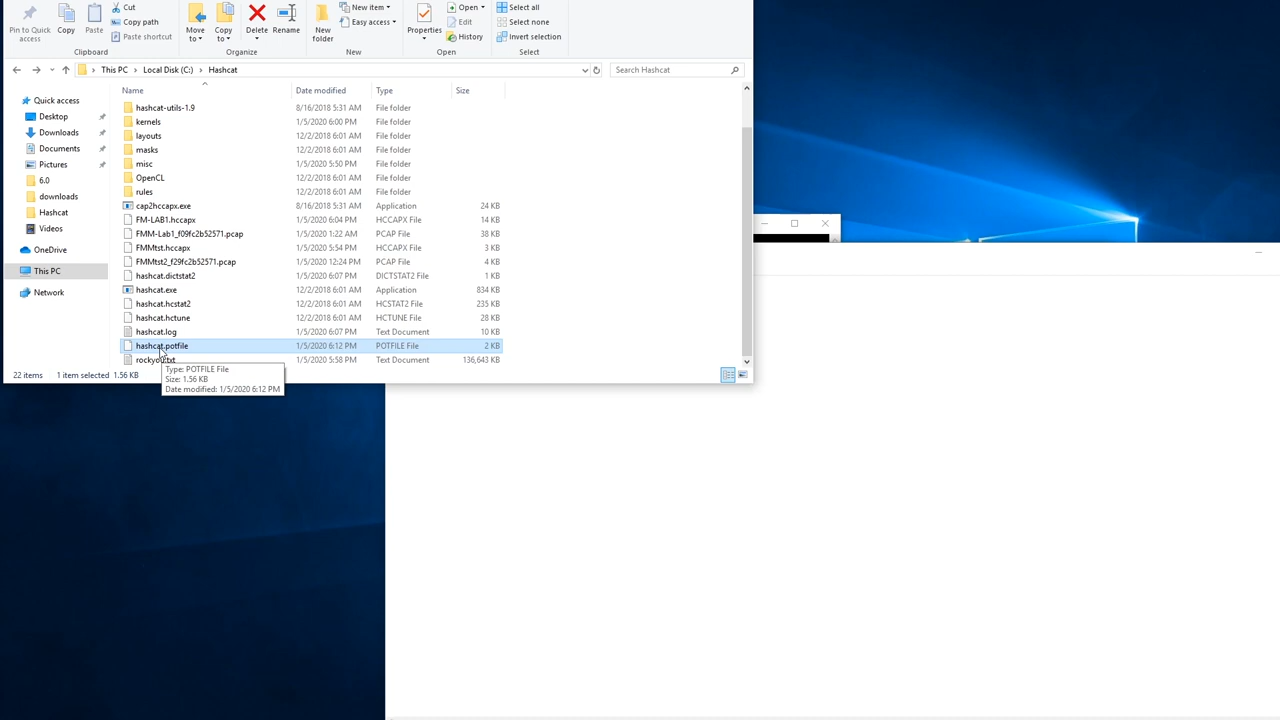 Pin to Quick access
Copy
Paste
Cut
Copy path
Paste shortcut
Clipboard
Move to
Copy to
Delete
Rename
Organize
New folder
New item
Easy access
New
Properties
Open
Edit
History
Open
Select all
Select none
Invert selection
Select
This PC > Local Disk (C:) > Hashcat
Search Hashcat
Name Date modified Type Size
Quick access
Desktop
Downloads
Documents
Pictures
6.0
downloads
Hashcat
Videos
OneDrive
This PC
Network
hashcat-utils-1.9 8/16/2018 5:31 AM File folder
kernels 1/5/2020 6:00 PM File folder
layouts 12/2/2018 6:01 AM File folder
masks 12/2/2018 6:01 AM File folder
misc 1/5/2020 5:50 PM File folder
OpenCL 12/2/2018 6:01 AM File folder
rules 12/2/2018 6:01 AM File folder
cap2hccapx.exe 8/16/2018 5:31 AM Application 24 KB
FM-LAB1.hccapx 1/5/2020 6:04 PM HCCAPX File 14 KB
FMM-Lab1_f09fc2b52571.pcap 1/5/2020 1:22 AM PCAP File 38 KB
FMMtst.hccapx 1/5/2020 5:54 PM HCCAPX File 3 KB
FMMtst2_f29fc2b52571.pcap 1/5/2020 12:24 PM PCAP File 4 KB
hashcat.dictstat2 1/5/2020 6:07 PM DICTSTAT2 File 1 KB
hashcat.exe 12/2/2018 6:01 AM Application 834 KB
hashcat.hcstat2 12/2/2018 6:01 AM HCSTAT2 File 235 KB
hashcat.hctune 12/2/2018 6:01 AM HCTUNE File 28 KB
hashcat.log 1/5/2020 6:07 PM Text Document 10 KB
hashcat.potfile 1/5/2020 6:12 PM POTFILE File 2 KB
rockyou.txt 1/5/2020 5:58 PM Text Document 136,643 KB
Type: POTFILE File
Size: 1.56 KB
Date modified: 1/5/2020 6:12 PM
22 items 1 item selected 1.56 KB